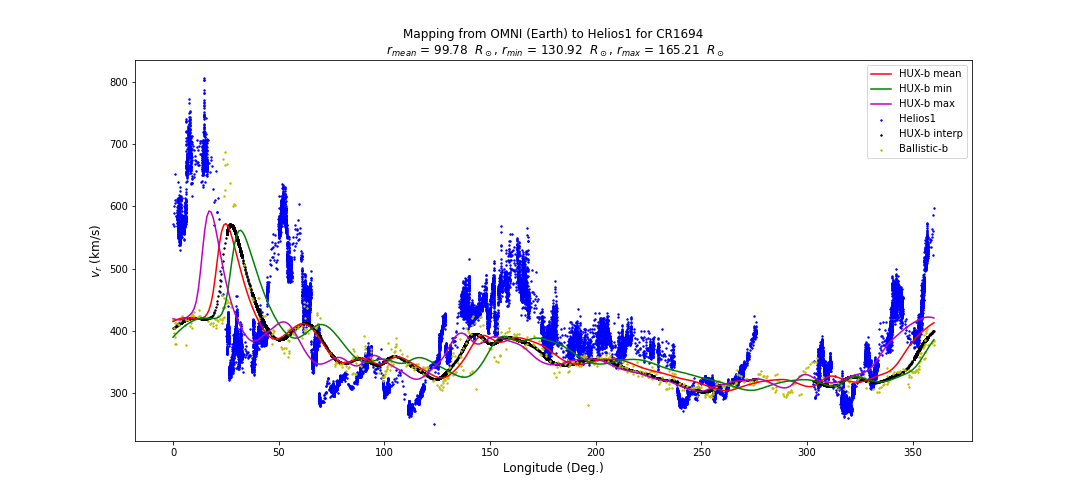 Mapping from OMNI (Earth) to Helios1 for CR1694
r_mean = 99.78 R_⊙, r_min = 130.92 R_⊙, r_max = 165.21 R_⊙
HUX-b mean
HUX-b min
HUX-b max
Helios1
HUX-b interp
Ballistic-b
800
700
600
500
400
300
v_r (km/s)
0 50 100 150 200 250 300 350
Longitude (Deg.)